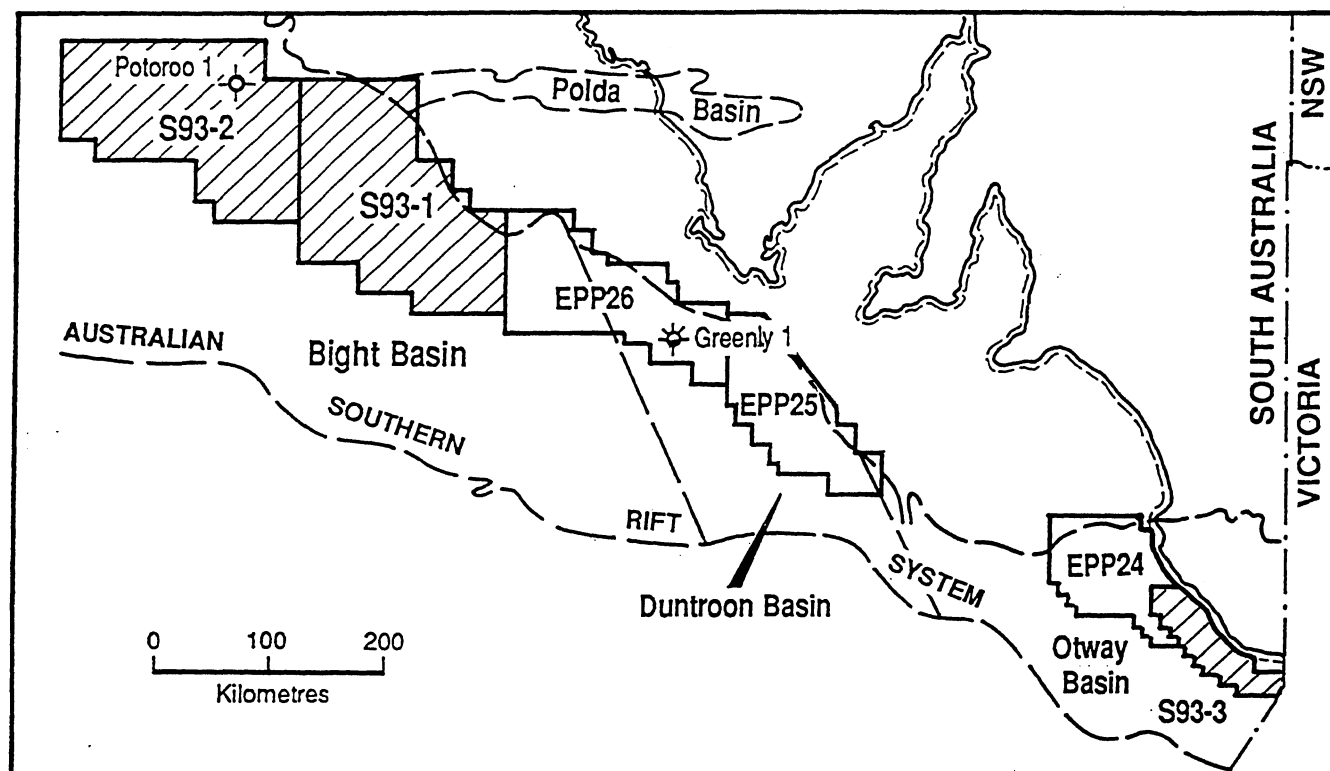 NSW
Potoroo 1
Polda
Basin
S93-2
S93-1
SOUTH AUSTRALIA
VICTORIA
EPP26
Greenly 1
AUSTRALIAN
Bight Basin
SOUTHERN
EPP25
RIFT
SYSTEM
EPP24
Duntroon Basin
Otway
Basin
S93-3
0 100 200
Kilometres